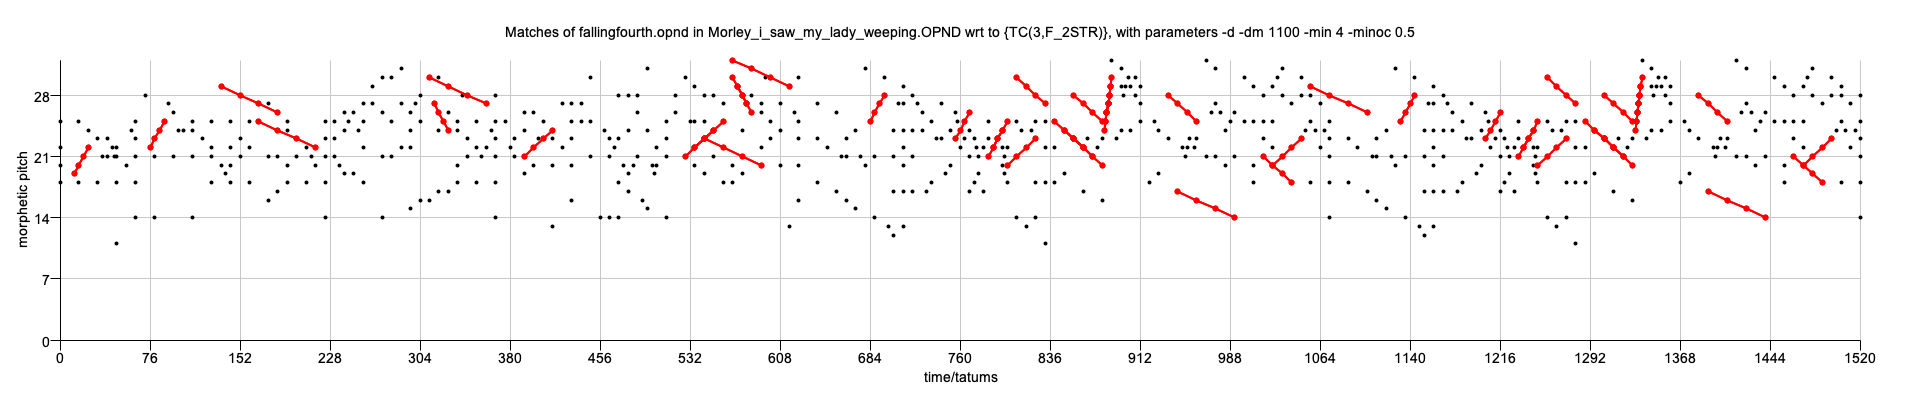 Matches of fallingfourth.opnd in Morley_i_saw_my_lady_weeping.OPND wrt to {TC(3,F_2STR)}, with parameters -d -dm 1100 -min 4 -minoc 0.5
28
21
14
7
0
morphetic pitch
0 76 152 228 304 380 456 532 608 684 760 836 912 988 1064 1140 1216 1292 1368 1444 1520
time/tatums